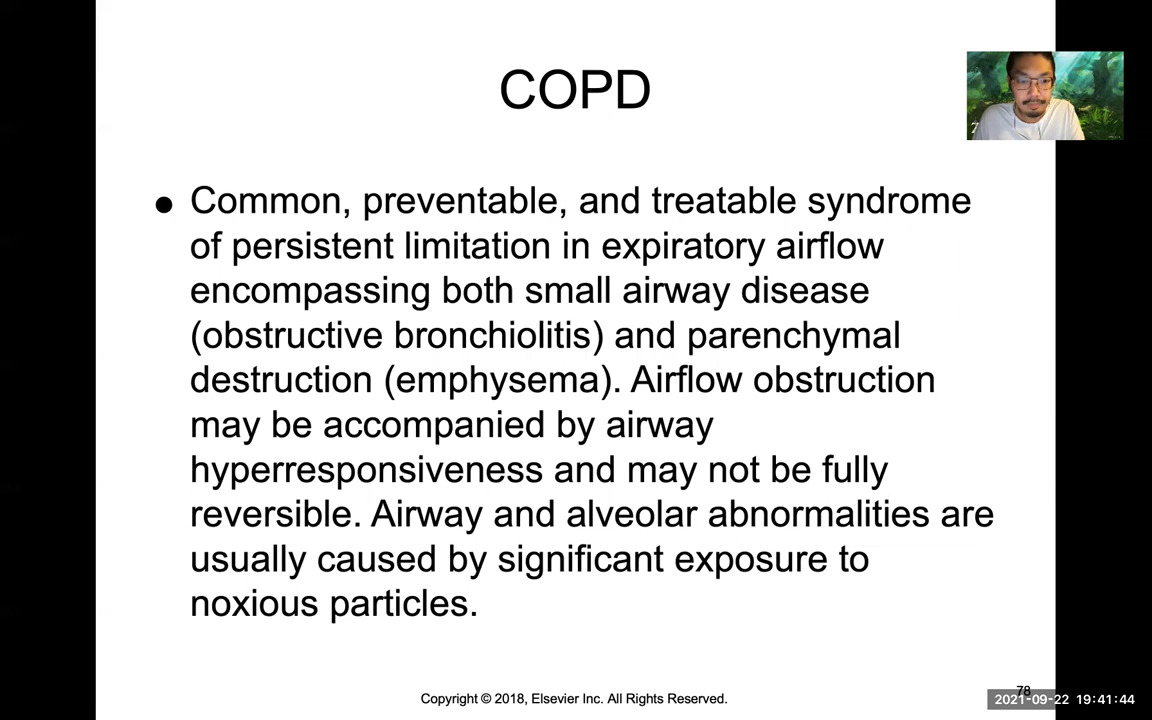 COPD
• Common, preventable, and treatable syndrome
of persistent limitation in expiratory airflow
encompassing both small airway disease
(obstructive bronchiolitis) and parenchymal
destruction (emphysema). Airflow obstruction
may be accompanied by airway
hyperresponsiveness and may not be fully
reversible. Airway and alveolar abnormalities are
usually caused by significant exposure to
noxious particles.
Copyright © 2018, Elsevier Inc. All Rights Reserved.
78
2021-09-22 19:41:44